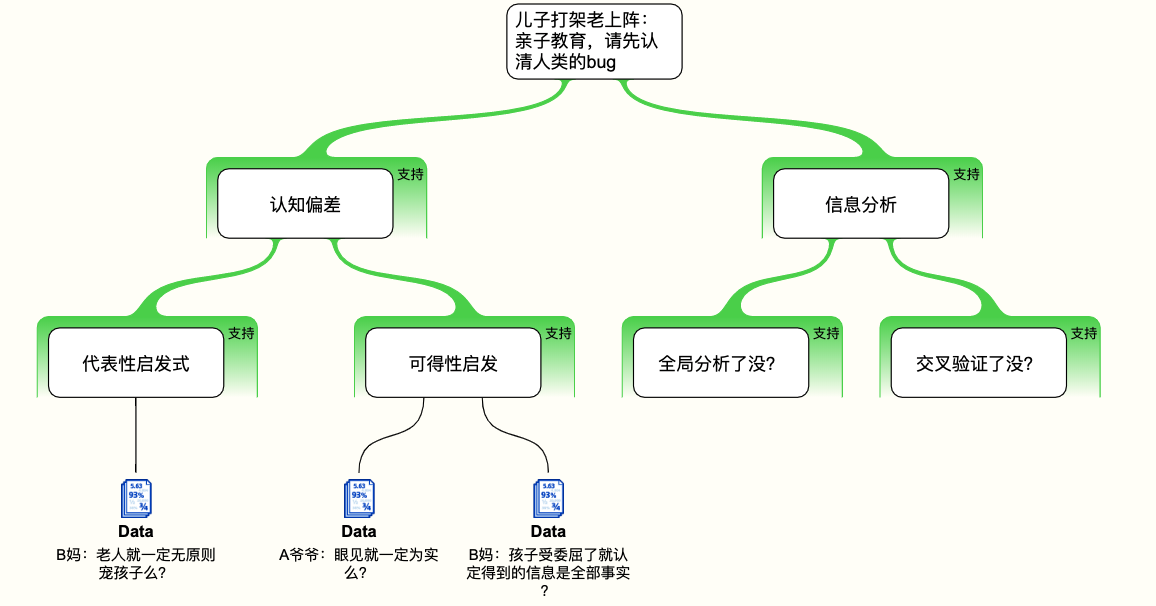 儿子打架老上阵：
亲子教育，请先认
清人类的bug
支持
认知偏差
支持
信息分析
支持
代表性启发式
支持
可得性启发
支持
全局分析了没？
支持
交叉验证了没？
5.63
93%
¾
Data
B妈：老人就一定无原则
宠孩子么？
5.63
93%
¾
Data
A爷爷：眼见就一定为实
么？
5.63
93%
¾
Data
B妈：孩子受委屈了就认
定得到的信息是全部事实
？